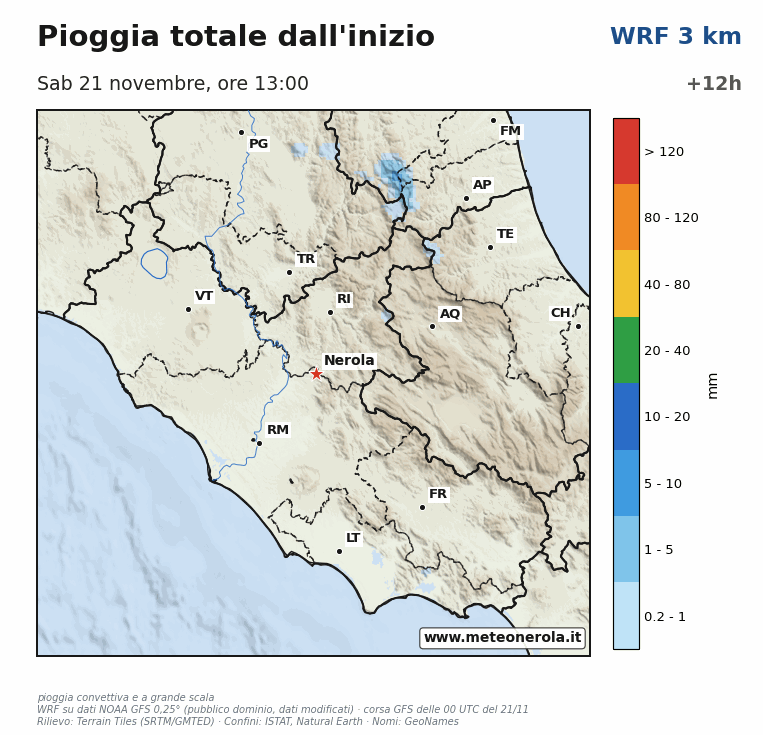 Pioggia totale dall'inizio
WRF 3 km
Sab 21 novembre, ore 13:00
+12h
FM
PG
AP
TE
TR
VT
RI
AQ
CH
Nerola
RM
FR
LT
www.meteonerola.it
> 120
80 - 120
40 - 80
20 - 40
10 - 20
5 - 10
1 - 5
0.2 - 1
mm
pioggia convettiva e a grande scala
WRF su dati NOAA GFS 0,25° (pubblico dominio, dati modificati) · corsa GFS delle 00 UTC del 21/11
Rilievo: Terrain Tiles (SRTM/GMTED) · Confini: ISTAT, Natural Earth · Nomi: GeoNames